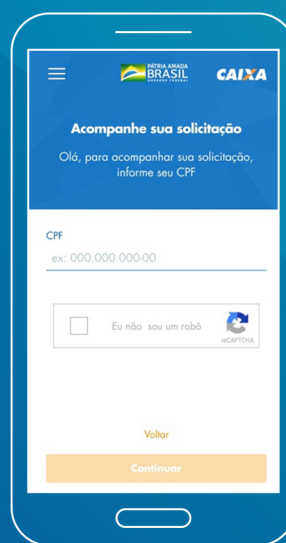 PÁTRIA AMADA
BRASIL
GOVERNO FEDERAL
CAIXA
Acompanhe sua solicitação
Olá, para acompanhar sua solicitação,
informe seu CPF
CPF
ex: 000.000.000-00
Eu não sou um robô
reCAPTCHA
Voltar
Continuar